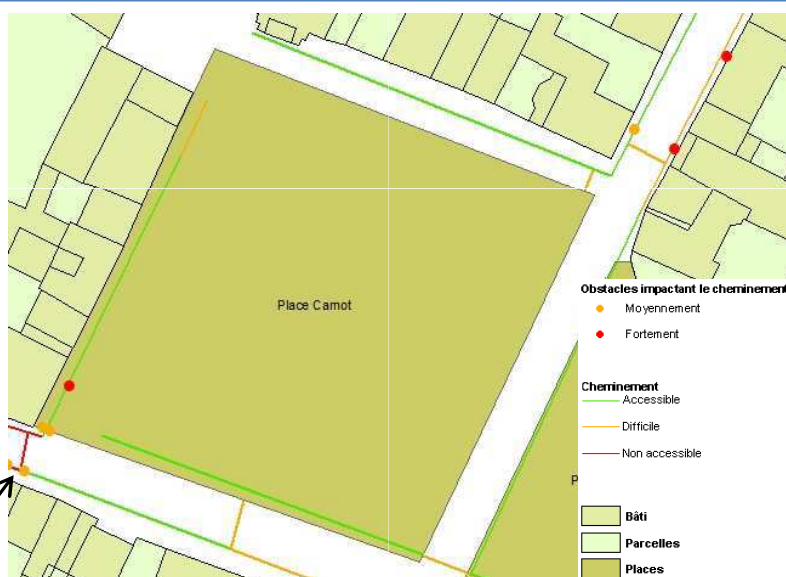 Place Carnot
Obstacles impactant le cheminement
Moyennement
Fortement
Cheminement
Accessible
Difficile
Non accessible
P
Bâti
Parcelles
Places